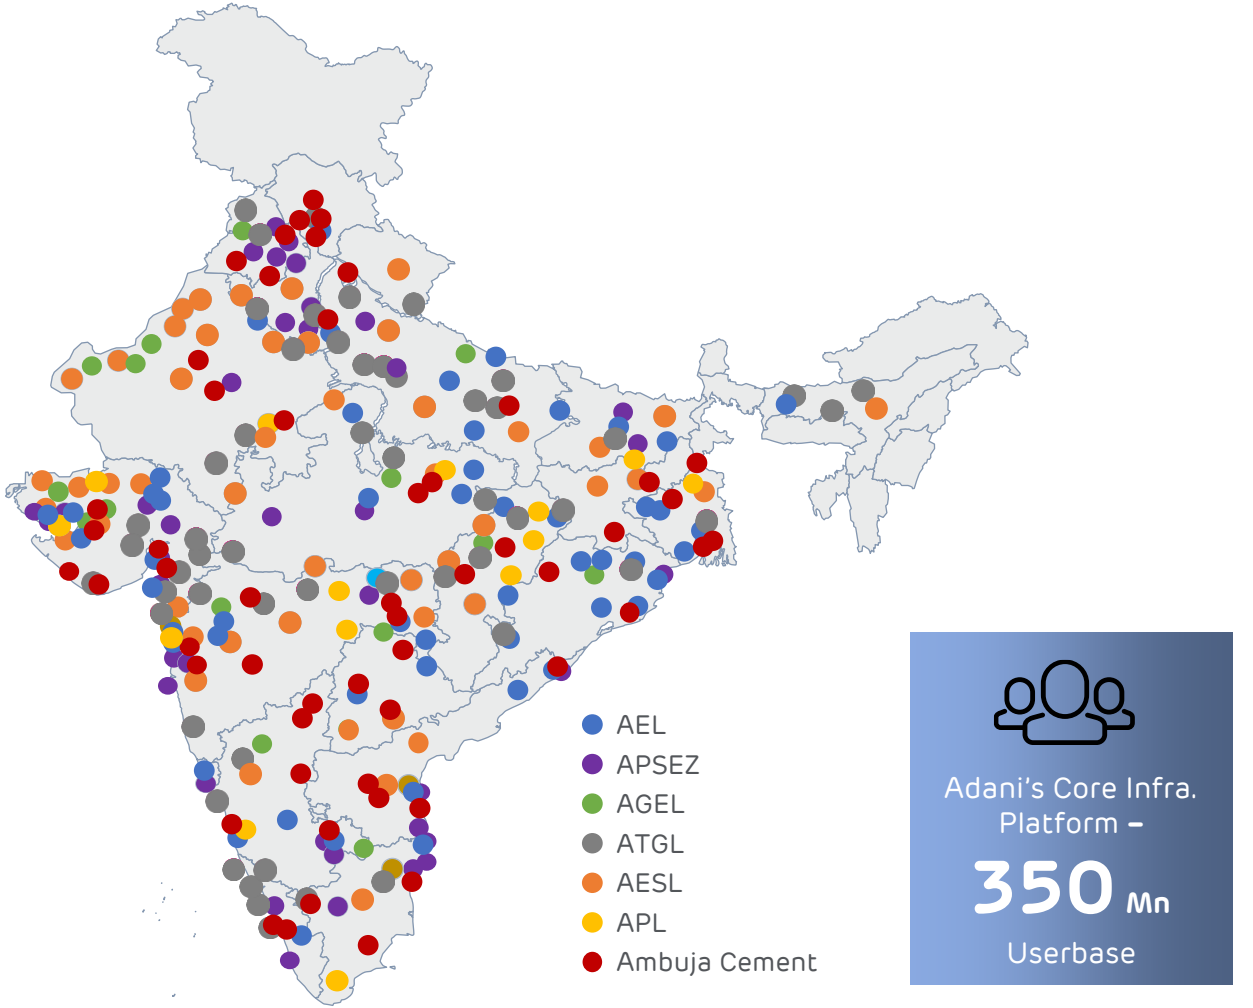 AEL
APSEZ
AGEL
ATGL
AESL
APL
Ambuja Cement
Adani's Core Infra.
Platform –
350 Mn
Userbase